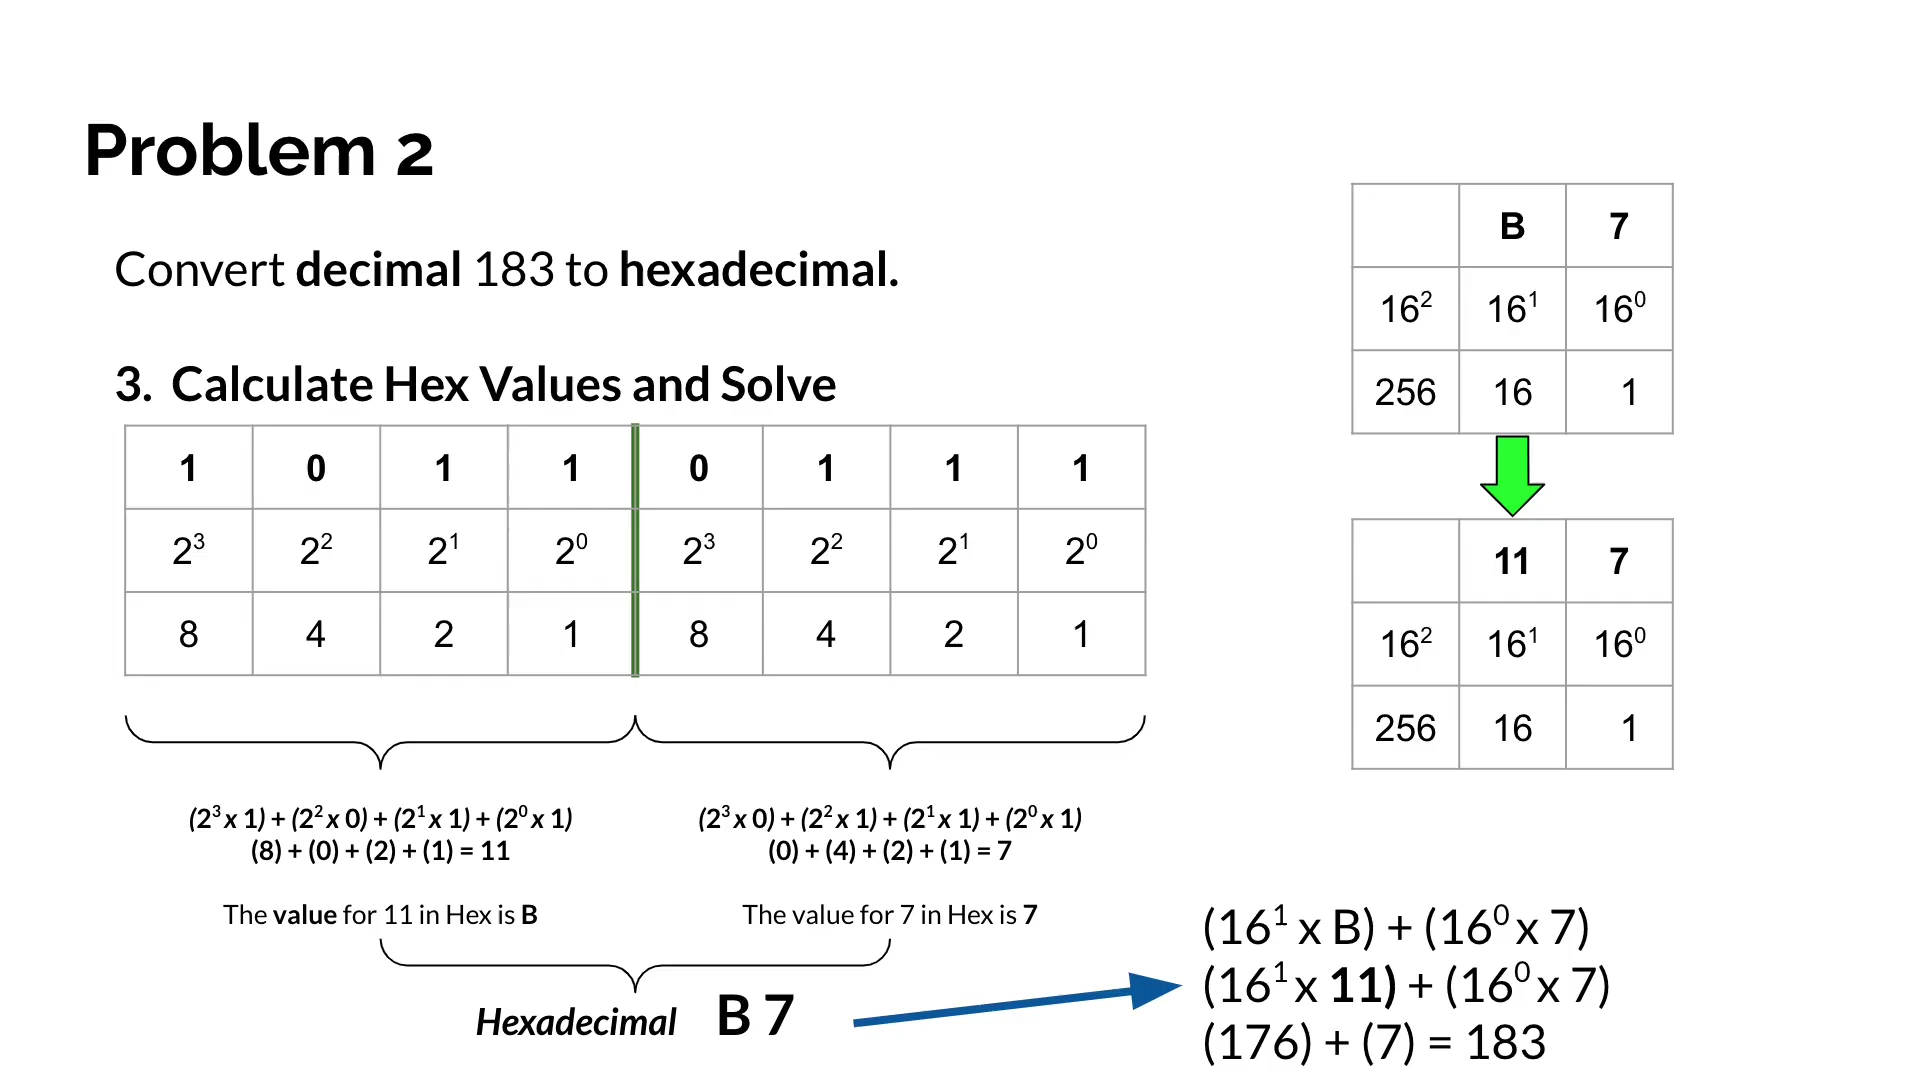 Problem 2
Convert decimal 183 to hexadecimal.
3. Calculate Hex Values and Solve
1 0 1 1 0 1 1 1
2³ 2² 2¹ 2⁰ 2³ 2² 2¹ 2⁰
8 4 2 1 8 4 2 1
(2³ x 1) + (2² x 0) + (2¹ x 1) + (2⁰ x 1)
(8) + (0) + (2) + (1) = 11
The value for 11 in Hex is B
(2³ x 0) + (2² x 1) + (2¹ x 1) + (2⁰ x 1)
(0) + (4) + (2) + (1) = 7
The value for 7 in Hex is 7
Hexadecimal B 7
B 7
16² 16¹ 16⁰
256 16 1
11 7
16² 16¹ 16⁰
256 16 1
(16¹ x B) + (16⁰ x 7)
(16¹ x 11) + (16⁰ x 7)
(176) + (7) = 183